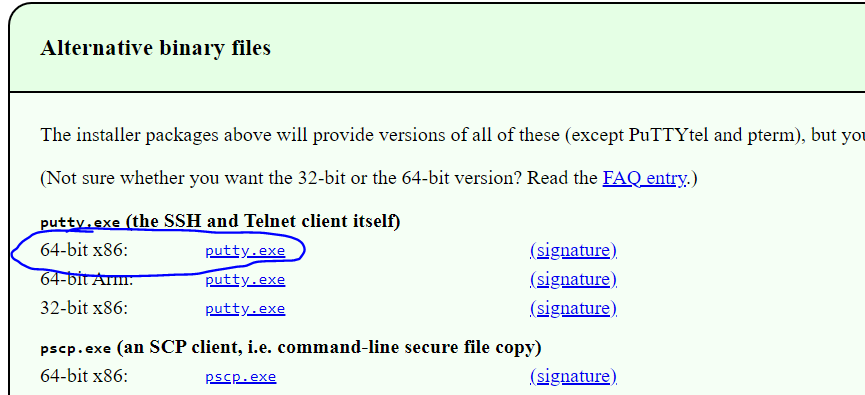 Alternative binary files
The installer packages above will provide versions of all of these (except PuTTYtel and pterm), but you
(Not sure whether you want the 32-bit or the 64-bit version? Read the FAQ entry.)
putty.exe (the SSH and Telnet client itself)
64-bit x86: putty.exe (signature)
64-bit Arm: putty.exe (signature)
32-bit x86: putty.exe (signature)
pscp.exe (an SCP client, i.e. command-line secure file copy)
64-bit x86: pscp.exe (signature)